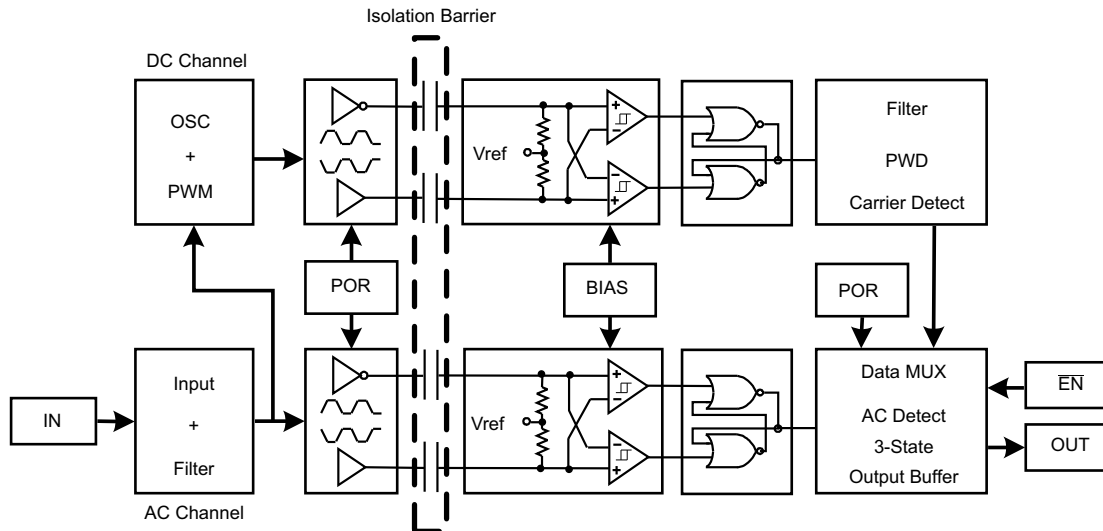 Isolation Barrier
DC Channel
OSC
+
PWM
Vref
+
−
−
+
Filter
PWD
Carrier Detect
POR
BIAS
POR
IN
Input
+
Filter
AC Channel
Vref
+
−
−
+
Data MUX
AC Detect
3-State
Output Buffer
E̅N̅
OUT